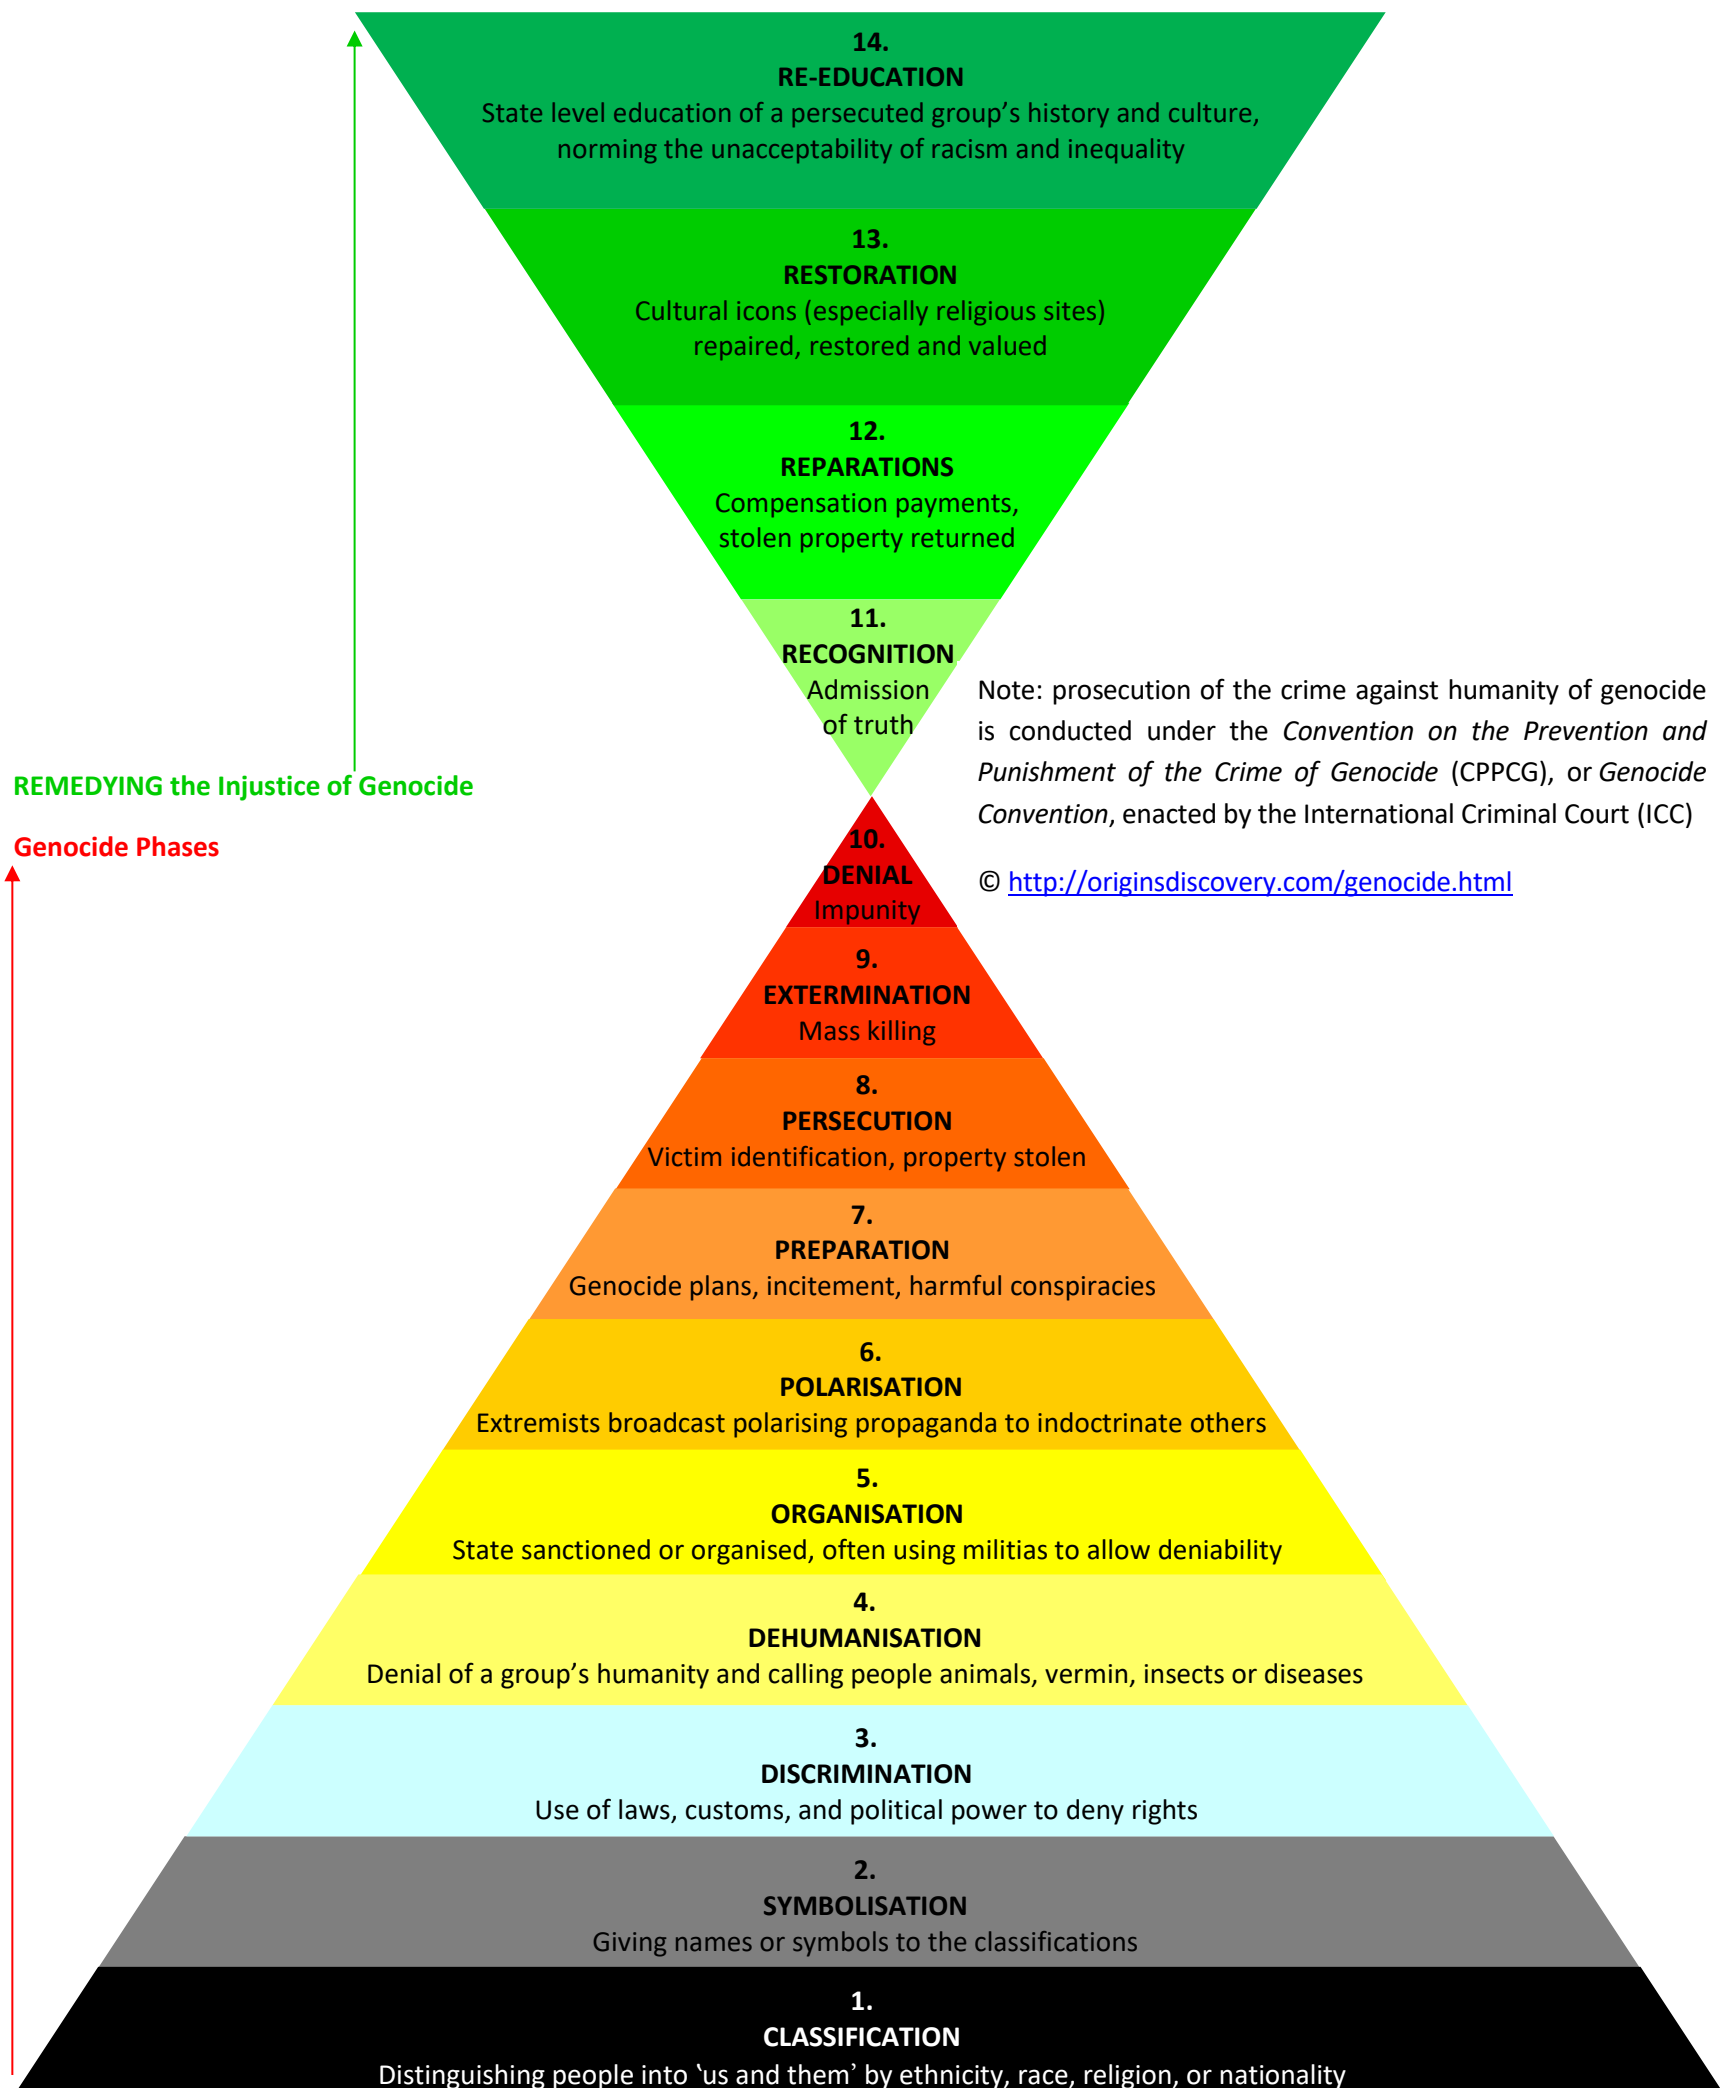 14.
RE-EDUCATION
State level education of a persecuted group’s history and culture,
norming the unacceptability of racism and inequality
13.
RESTORATION
Cultural icons (especially religious sites)
repaired, restored and valued
12.
REPARATIONS
Compensation payments,
stolen property returned
11.
RECOGNITION
Admission
of truth
Note: prosecution of the crime against humanity of genocide
is conducted under the Convention on the Prevention and
Punishment of the Crime of Genocide (CPPCG), or Genocide
Convention, enacted by the International Criminal Court (ICC)
© http://originsdiscovery.com/genocide.html
REMEDYING the Injustice of Genocide
Genocide Phases
10.
DENIAL
Impunity
9.
EXTERMINATION
Mass killing
8.
PERSECUTION
Victim identification, property stolen
7.
PREPARATION
Genocide plans, incitement, harmful conspiracies
6.
POLARISATION
Extremists broadcast polarising propaganda to indoctrinate others
5.
ORGANISATION
State sanctioned or organised, often using militias to allow deniability
4.
DEHUMANISATION
Denial of a group’s humanity and calling people animals, vermin, insects or diseases
3.
DISCRIMINATION
Use of laws, customs, and political power to deny rights
2.
SYMBOLISATION
Giving names or symbols to the classifications
1.
CLASSIFICATION
Distinguishing people into ‘us and them’ by ethnicity, race, religion, or nationality